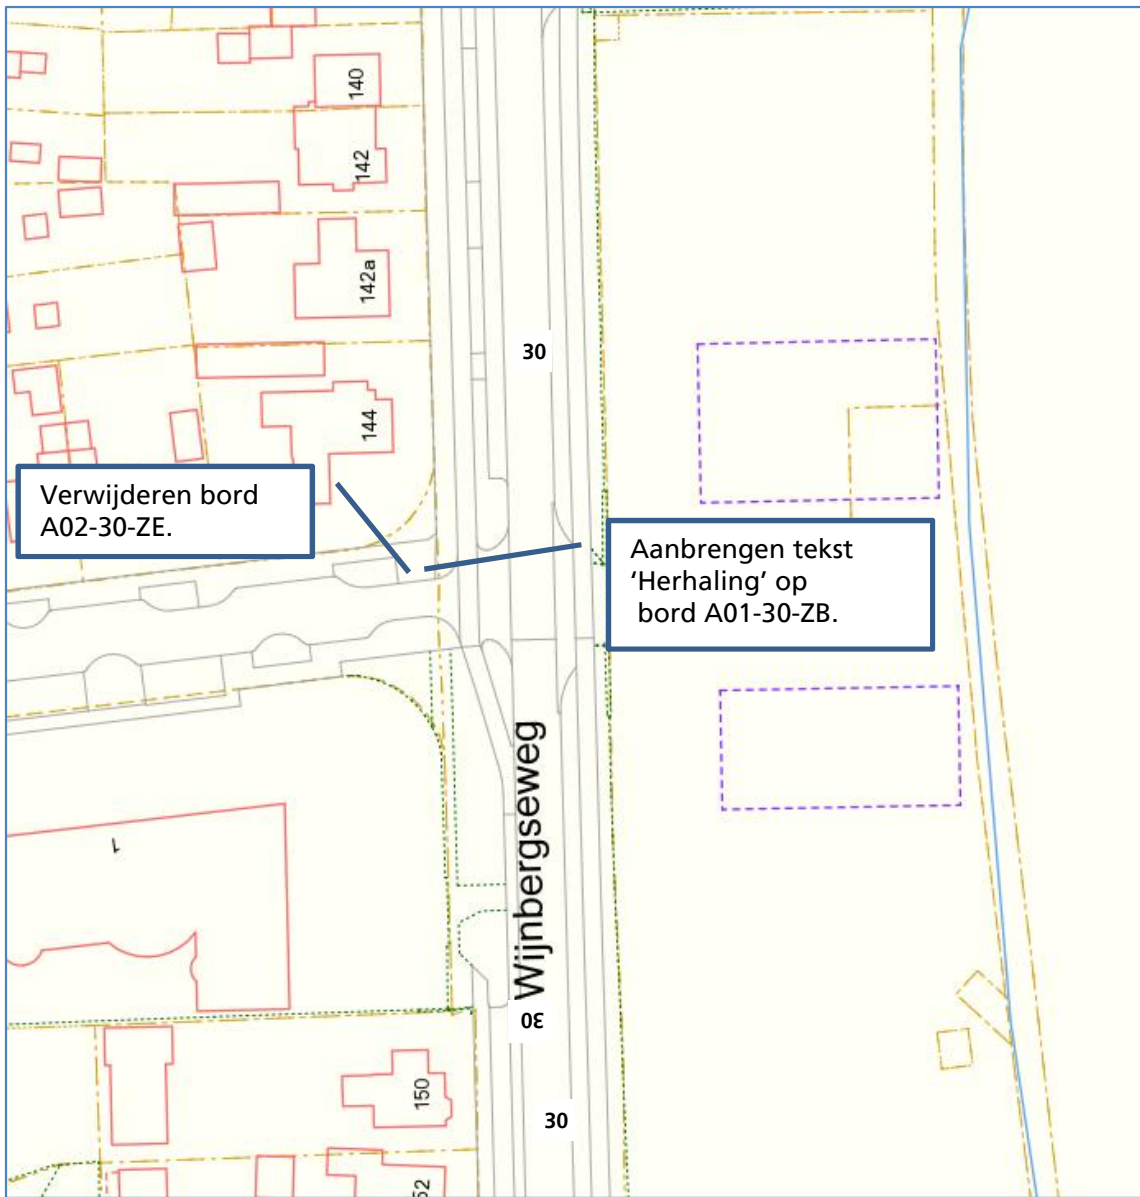 140
142
142a
30
144
Verwijderen bord
A02-30-ZE.
Aanbrengen tekst
‘Herhaling’ op
bord A01-30-ZB.
Wijnbergseweg
1
30
150
30
52